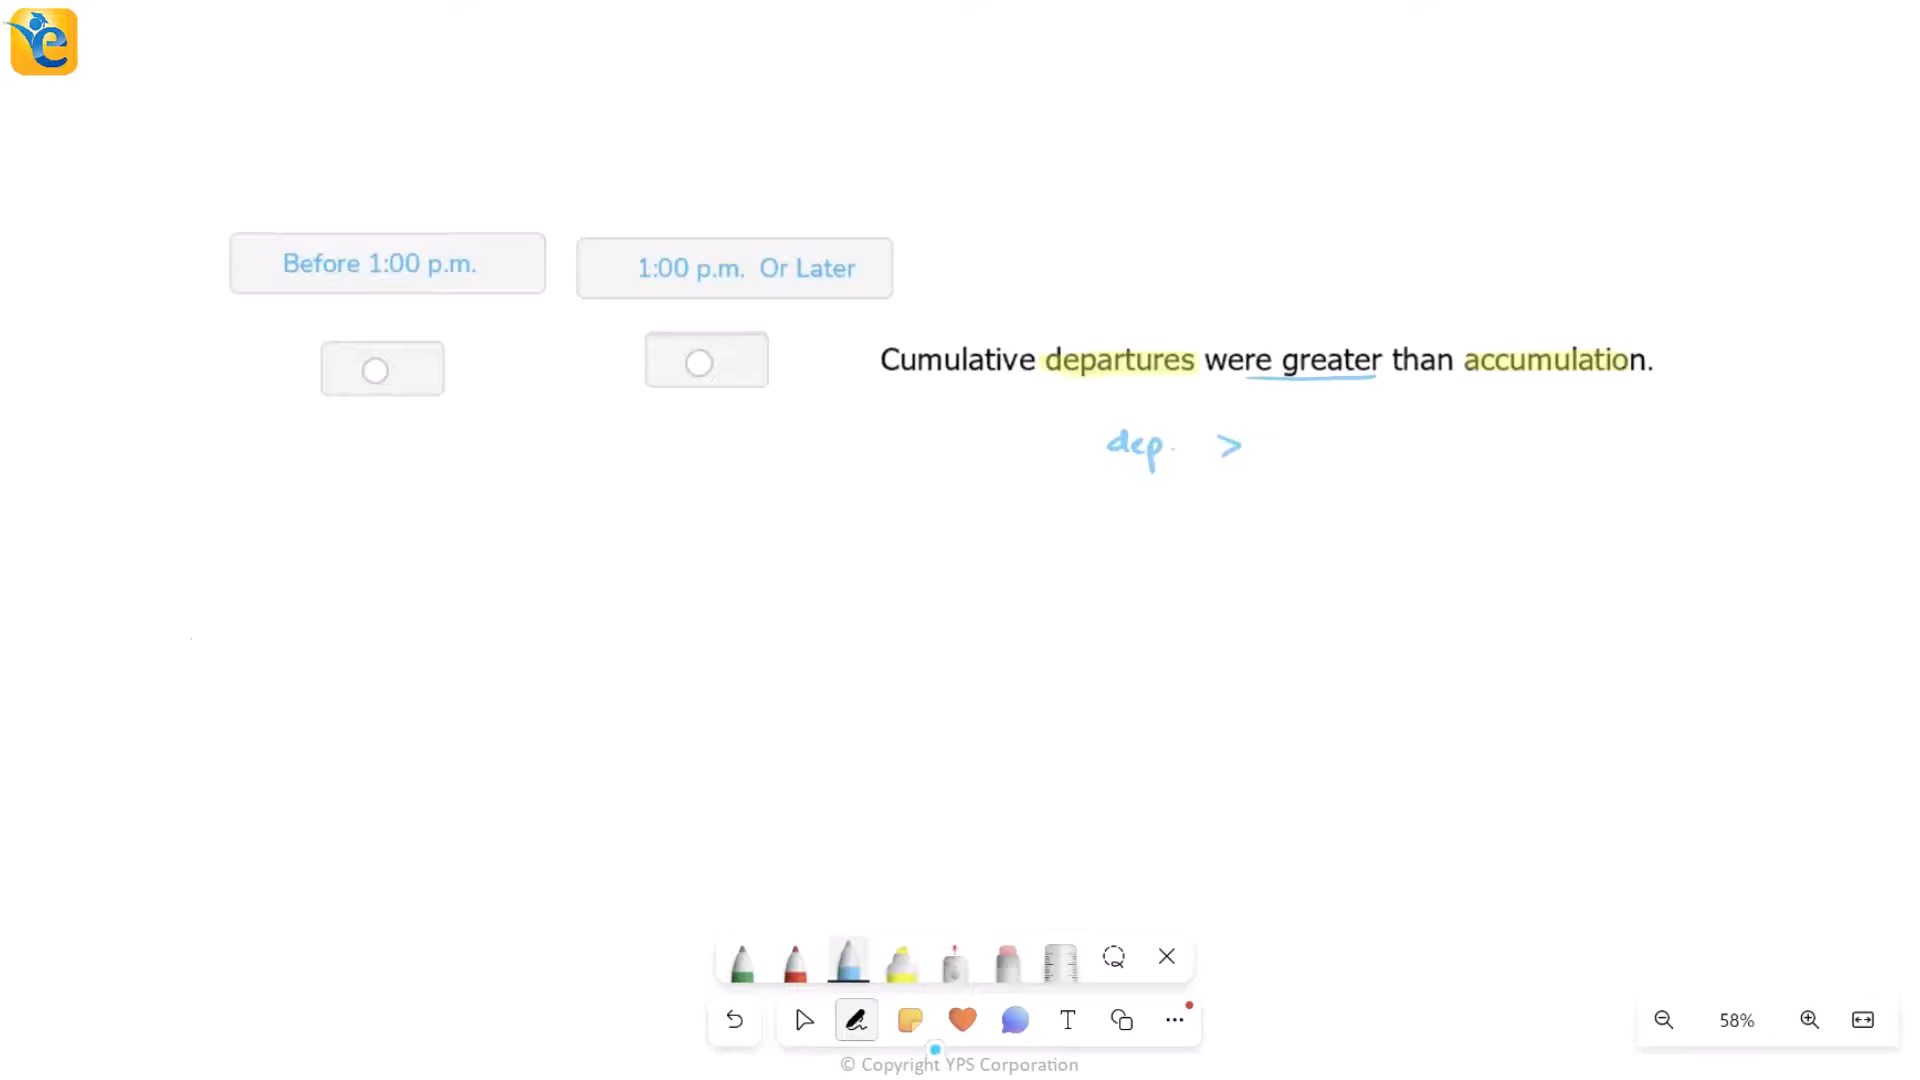 e
Before 1:00 p.m.
1:00 p.m. Or Later
Cumulative departures were greater than accumulation.
dep. >
T
58%
© Copyright YPS Corporation